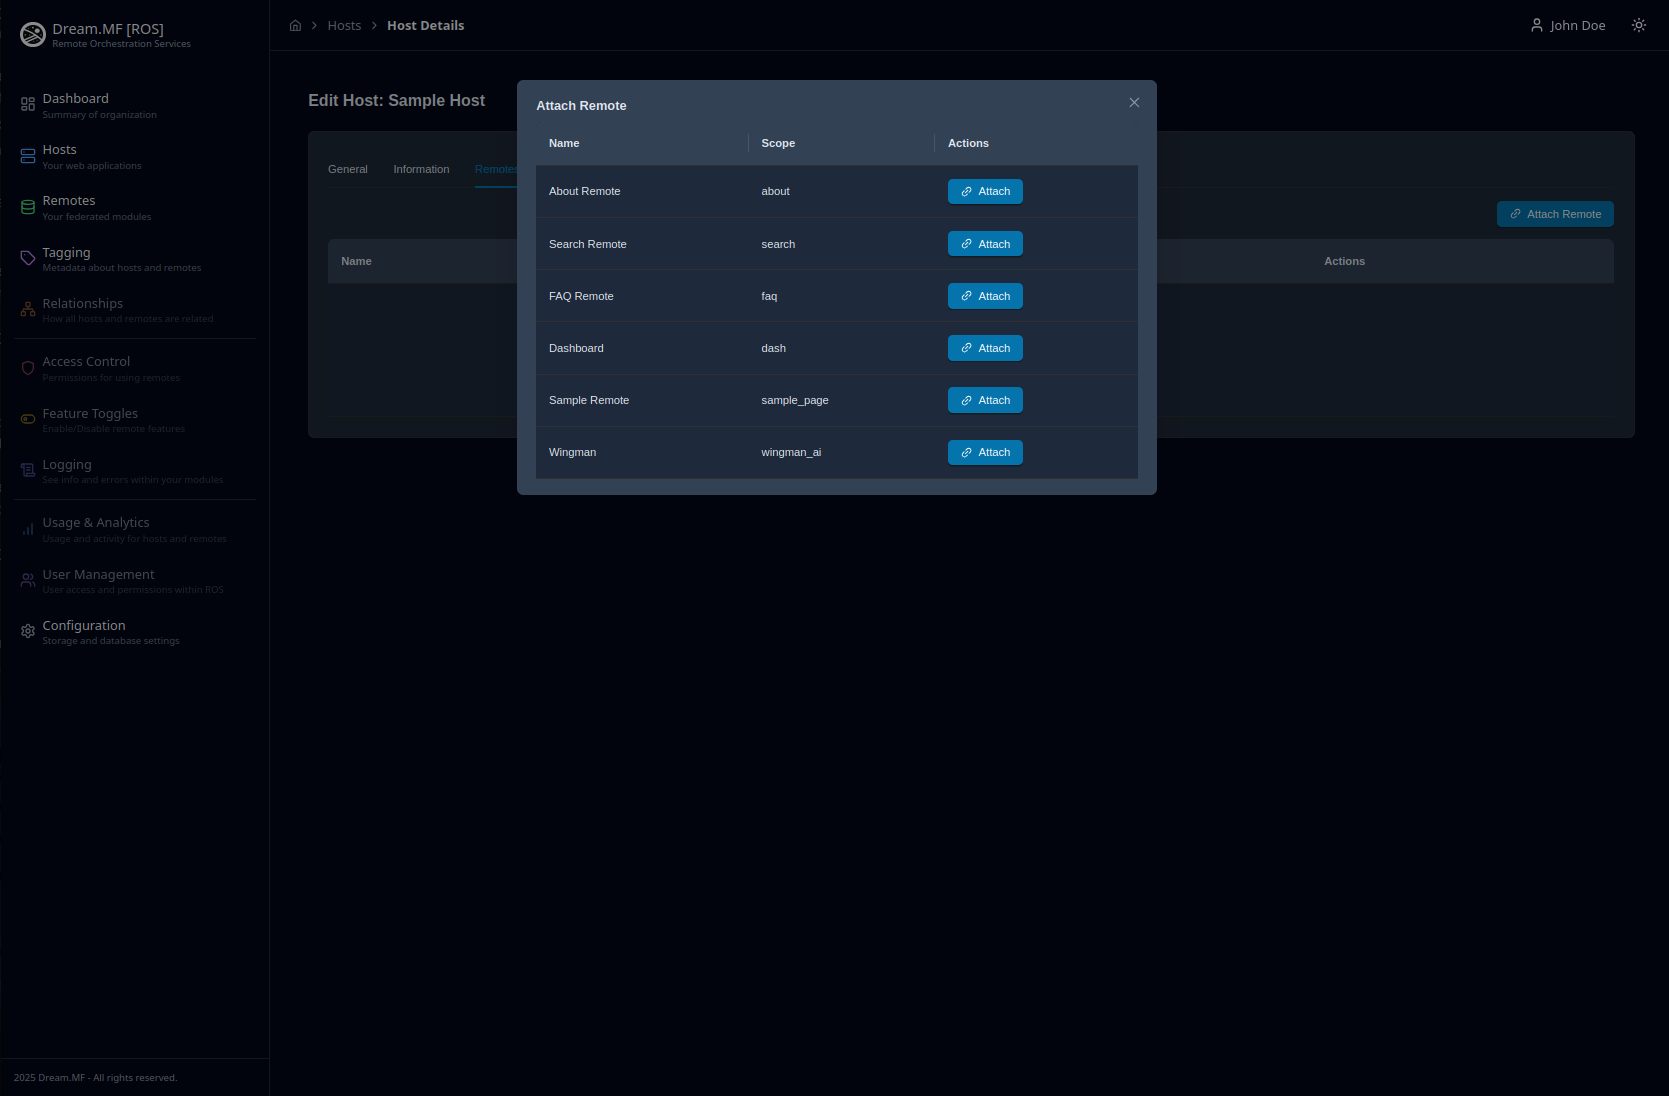 Dream.MF [ROS]
Remote Orchestration Services
Dashboard
Summary of organization
Hosts
Your web applications
Remotes
Your federated modules
Tagging
Metadata about hosts and remotes
Relationships
How all hosts and remotes are related
Access Control
Permissions for using remotes
Feature Toggles
Enable/Disable remote features
Logging
See info and errors within your modules
Usage & Analytics
Usage and activity for hosts and remotes
User Management
User access and permissions within ROS
Configuration
Storage and database settings
2025 Dream.MF - All rights reserved.
Hosts Host Details
John Doe
Edit Host: Sample Host
General Information Remotes
Attach Remote
Name Actions
Attach Remote
Name Scope Actions
About Remote about Attach
Search Remote search Attach
FAQ Remote faq Attach
Dashboard dash Attach
Sample Remote sample_page Attach
Wingman wingman_ai Attach